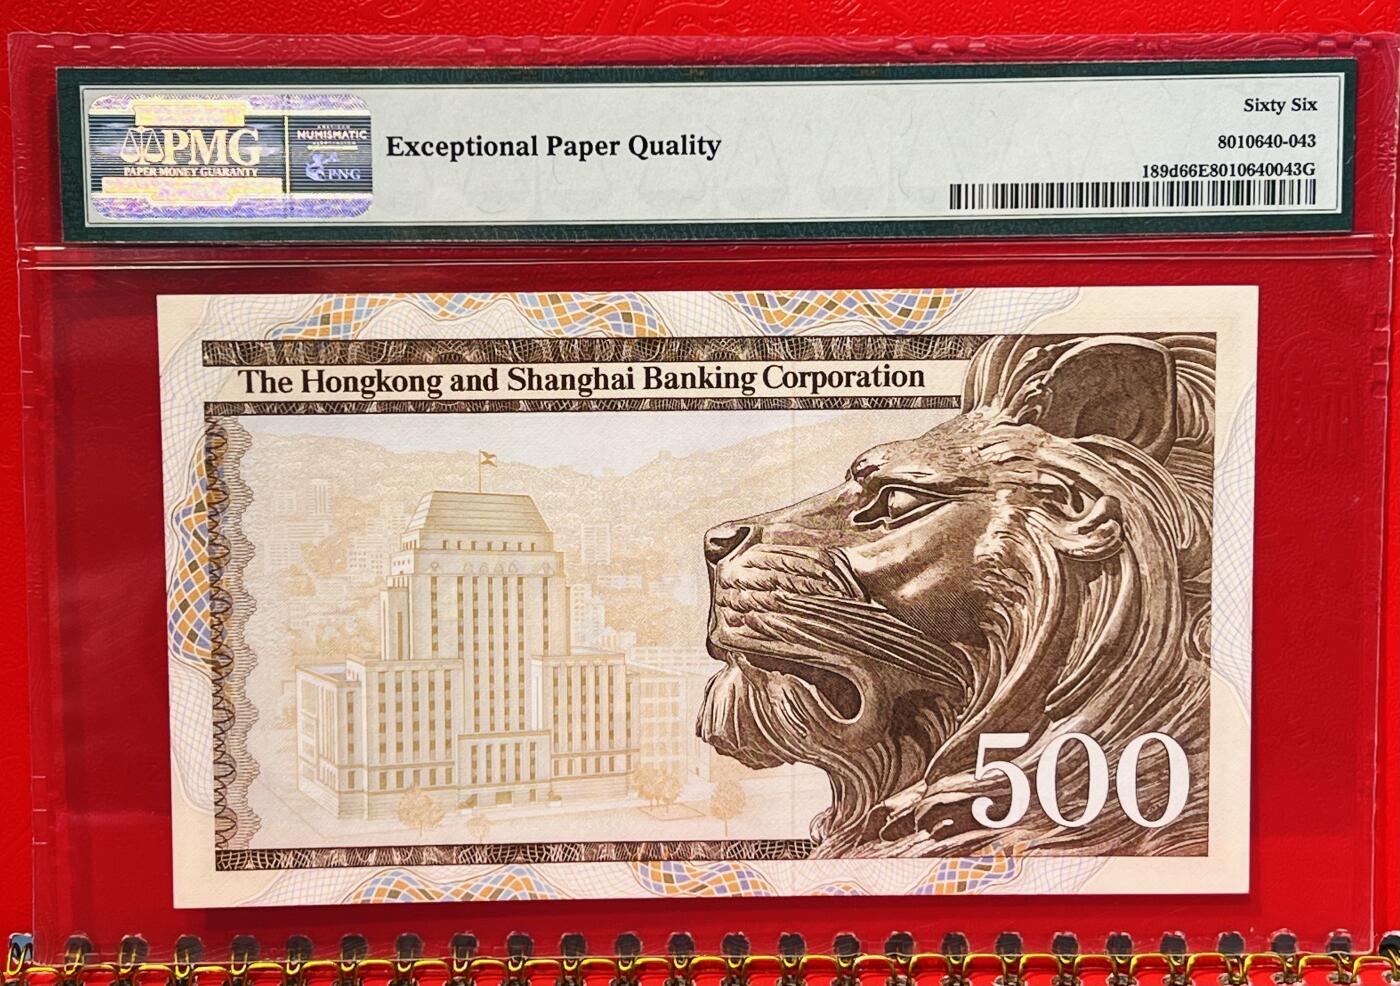 PMG
PAPER MONEY GUARANTY
NUMISMATIC
PNG
Exceptional Paper Quality
Sixty Six
8010640-043
189d66E8010640043G
The Hongkong and Shanghai Banking Corporation
500